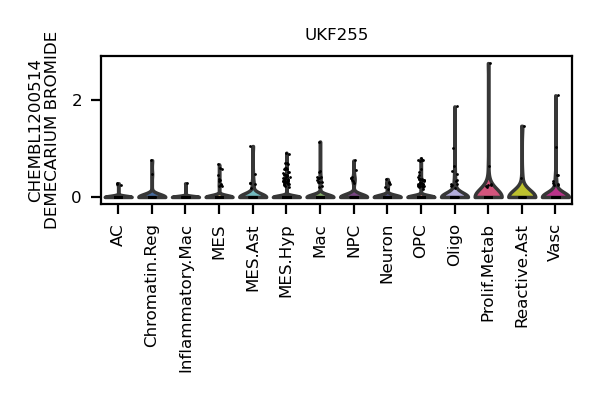 UKF255
CHEMBL1200514
DEMECARIUM BROMIDE
2
0
AC
Chromatin.Reg
Inflammatory.Mac
MES
MES.Ast
MES.Hyp
Mac
NPC
Neuron
OPC
Oligo
Prolif.Metab
Reactive.Ast
Vasc